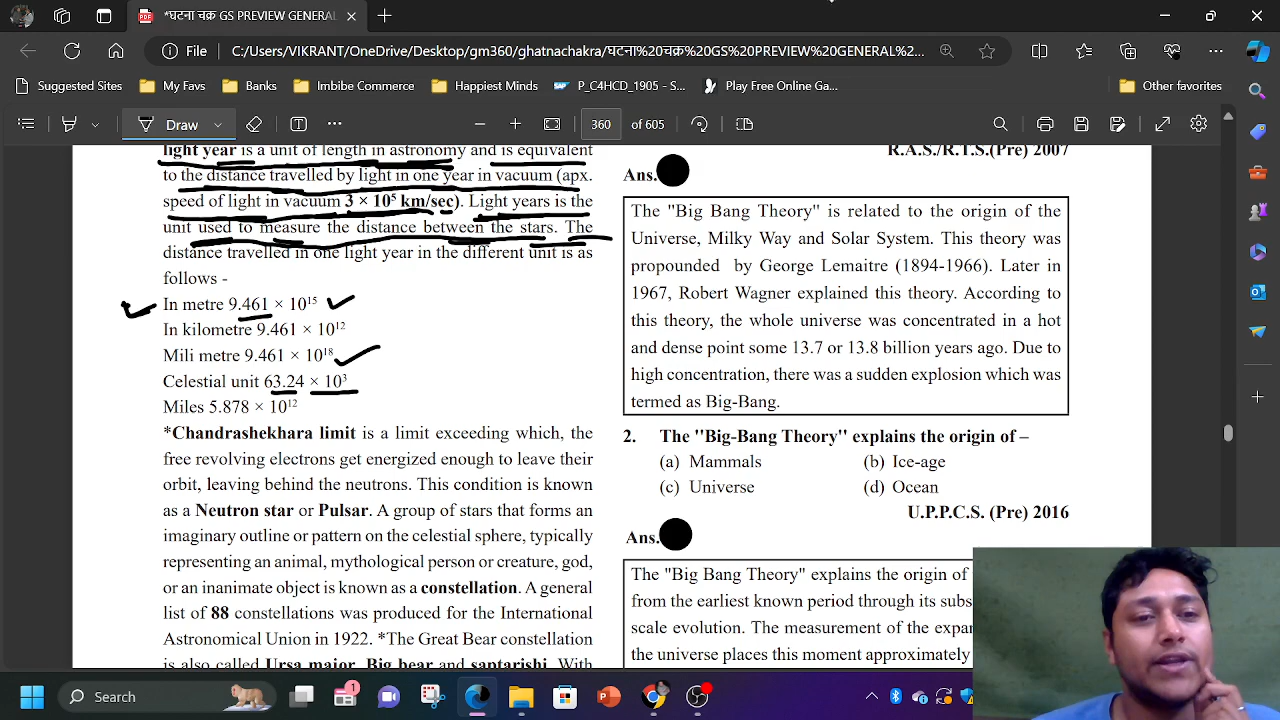 *घटना चक्र GS PREVIEW GENERAL
File
C:/Users/VIKRANT/OneDrive/Desktop/gm360/ghatnachakra/घटना%20चक्र%20GS%20PREVIEW%20GENERAL%2...
Suggested Sites
My Favs
Banks
Imbibe Commerce
Happiest Minds
P_C4HCD_1905 - S...
Play Free Online Ga...
Other favorites
Draw
360 of 605
light year is a unit of length in astronomy and is equivalent
to the distance travelled by light in one year in vacuum (apx.
speed of light in vacuum 3 × 10⁵ km/sec). Light years is the
unit used to measure the distance between the stars. The
distance travelled in one light year in the different unit is as
follows -
In metre 9.461 × 10¹⁵
In kilometre 9.461 × 10¹²
Mili metre 9.461 × 10¹⁸
Celestial unit 63.24 × 10³
Miles 5.878 × 10¹²
*Chandrashekhara limit is a limit exceeding which, the
free revolving electrons get energized enough to leave their
orbit, leaving behind the neutrons. This condition is known
as a Neutron star or Pulsar. A group of stars that forms an
imaginary outline or pattern on the celestial sphere, typically
representing an animal, mythological person or creature, god,
or an inanimate object is known as a constellation. A general
list of 88 constellations was produced for the International
Astronomical Union in 1922. *The Great Bear constellation
is also called Ursa major, Big bear and saptarishi. With
R.A.S./R.T.S.(Pre) 2007
Ans.
The "Big Bang Theory" is related to the origin of the
Universe, Milky Way and Solar System. This theory was
propounded by George Lemaitre (1894-1966). Later in
1967, Robert Wagner explained this theory. According to
this theory, the whole universe was concentrated in a hot
and dense point some 13.7 or 13.8 billion years ago. Due to
high concentration, there was a sudden explosion which was
termed as Big-Bang.
2. The "Big-Bang Theory" explains the origin of –
(a) Mammals (b) Ice-age
(c) Universe (d) Ocean
U.P.P.C.S. (Pre) 2016
Ans.
The "Big Bang Theory" explains the origin of
from the earliest known period through its subs
scale evolution. The measurement of the expa
the universe places this moment approximately
Search
1